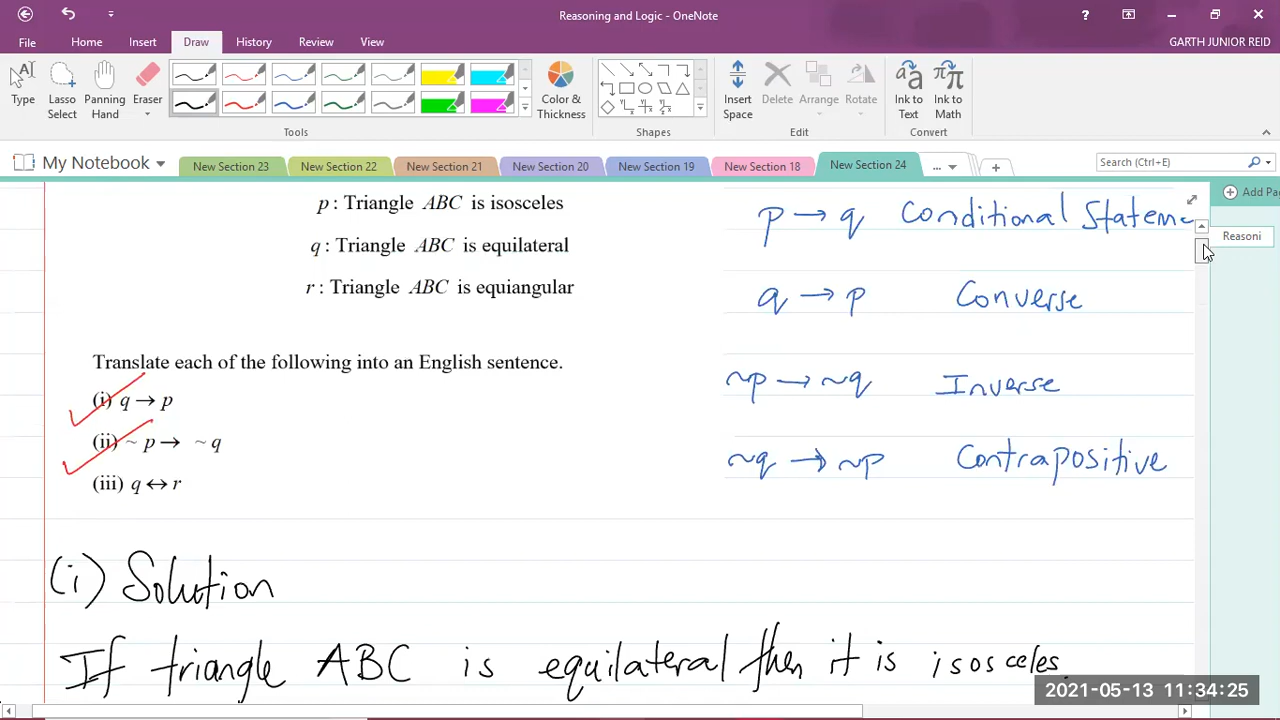 Reasoning and Logic - OneNote
?
File Home Insert Draw History Review View
GARTH JUNIOR REID
Type
Lasso Select
Panning Hand
Eraser
Color & Thickness
Insert Space
Delete
Arrange
Rotate
Ink to Text
Ink to Math
Tools
Shapes
Edit
Convert
My Notebook
New Section 23
New Section 22
New Section 21
New Section 20
New Section 19
New Section 18
New Section 24
...
Search (Ctrl+E)
Add Pag
Reasoni
p : Triangle ABC is isosceles
q : Triangle ABC is equilateral
r : Triangle ABC is equiangular
p → q Conditional Stateme
q → p Converse
~p → ~q Inverse
~q → ~p Contrapositive
Translate each of the following into an English sentence.
(i) q → p
(ii) ~ p → ~ q
(iii) q ↔ r
(i) Solution
If triangle ABC is equilateral then it is isosceles.
2021-05-13 11:34:25